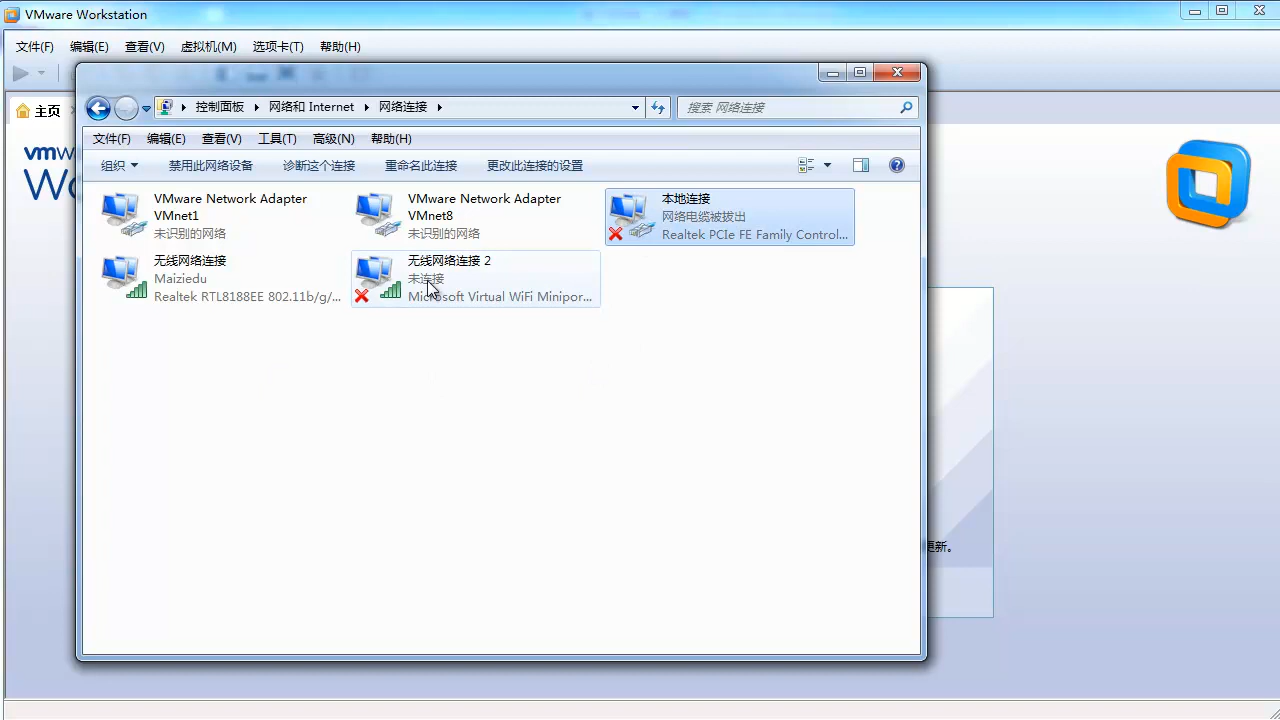 VMware Workstation
文件(F) 编辑(E) 查看(V) 虚拟机(M) 选项卡(T) 帮助(H)
主页
控制面板 网络和 Internet 网络连接
搜索 网络连接
文件(F) 编辑(E) 查看(V) 工具(T) 高级(N) 帮助(H)
组织 禁用此网络设备 诊断这个连接 重命名此连接 更改此连接的设置
VMware Network Adapter
VMnet1
未识别的网络
VMware Network Adapter
VMnet8
未识别的网络
本地连接
网络电缆被拔出
Realtek PCIe FE Family Control...
无线网络连接
Maiziedu
Realtek RTL8188EE 802.11b/g/...
无线网络连接 2
未连接
Microsoft Virtual WiFi Minipor...
vmw
Wo
更新。